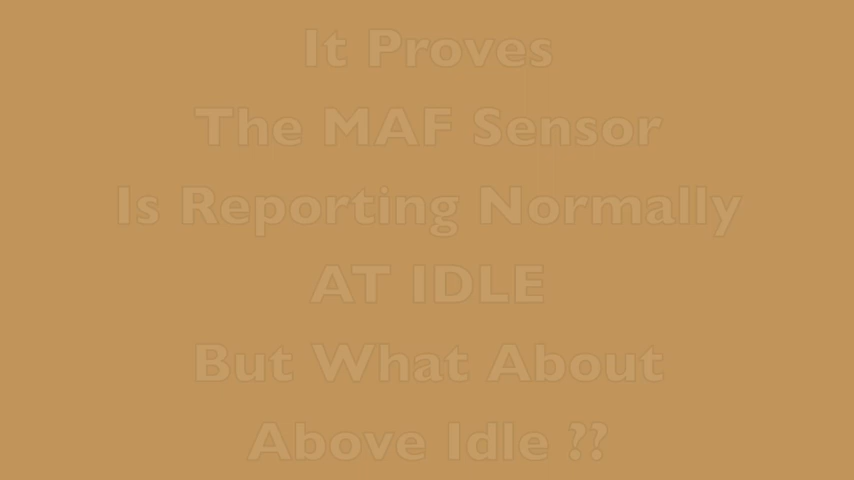 It Proves
The MAF Sensor
Is Reporting Normally
AT IDLE
But What About
Above Idle ??